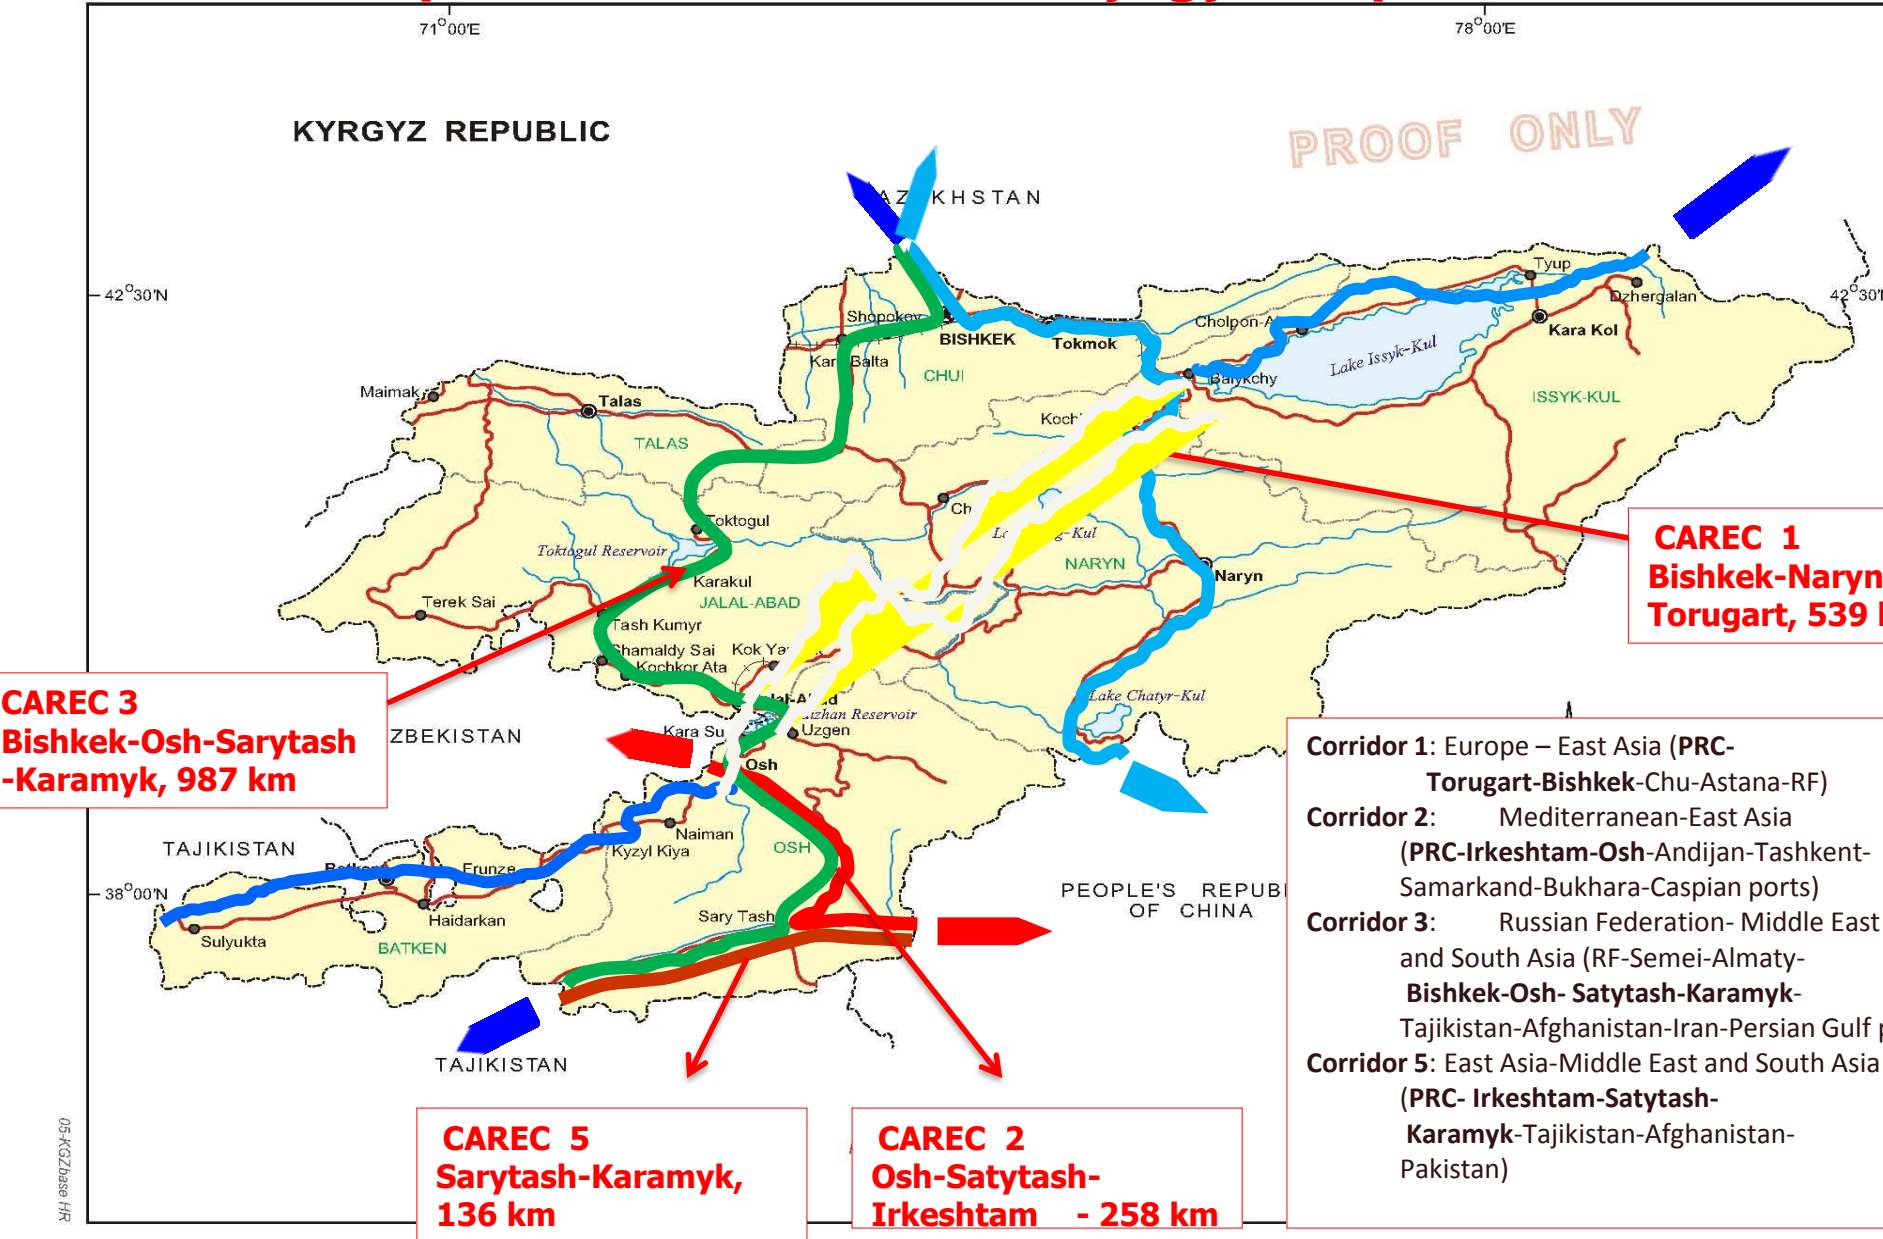 71°00'E
78°00'E
KYRGYZ REPUBLIC
PROOF ONLY
KHSTAN
42°30'N
42°30'
Tyup
Dzhergalan
Shopokov
BISHKEK
Tokmok
Cholpon-A
Kara Kol
Lake Issyk-Kul
Kara Balta
CHUI
Balykchy
ISSYK-KUL
Maimak
Talas
TALAS
Koch
Toktogul
Toktogul Reservoir
Ch
-Kul
NARYN
Naryn
Karakul
JALAL-ABAD
Terek Sai
Tash Kumyr
Shamaldy Sai
Kok Ya
Kochkor Ata
Lake Chatyr-Kul
Reservoir
Kara Su
Uzgen
ZBEKISTAN
Osh
CAREC 1
Bishkek-Naryn
Torugart, 539
CAREC 3
Bishkek-Osh-Sarytash
-Karamyk, 987 km
TAJIKISTAN
Naiman
Kyzyl Kiya
OSH
Frunze
38°00'N
Haidarkan
Sulyukta
BATKEN
Sary Tash
PEOPLE'S REPUB
OF CHINA
TAJIKISTAN
Corridor 1: Europe – East Asia (PRC-
Torugart-Bishkek-Chu-Astana-RF)
Corridor 2: Mediterranean-East Asia
(PRC-Irkeshtam-Osh-Andijan-Tashkent-
Samarkand-Bukhara-Caspian ports)
Corridor 3: Russian Federation- Middle East
and South Asia (RF-Semei-Almaty-
Bishkek-Osh- Satytash-Karamyk-
Tajikistan-Afghanistan-Iran-Persian Gulf p
Corridor 5: East Asia-Middle East and South Asia
(PRC- Irkeshtam-Satytash-
Karamyk-Tajikistan-Afghanistan-
Pakistan)
CAREC 5
Sarytash-Karamyk,
136 km
CAREC 2
Osh-Satytash-
Irkeshtam - 258 km
05-KGZbase HR